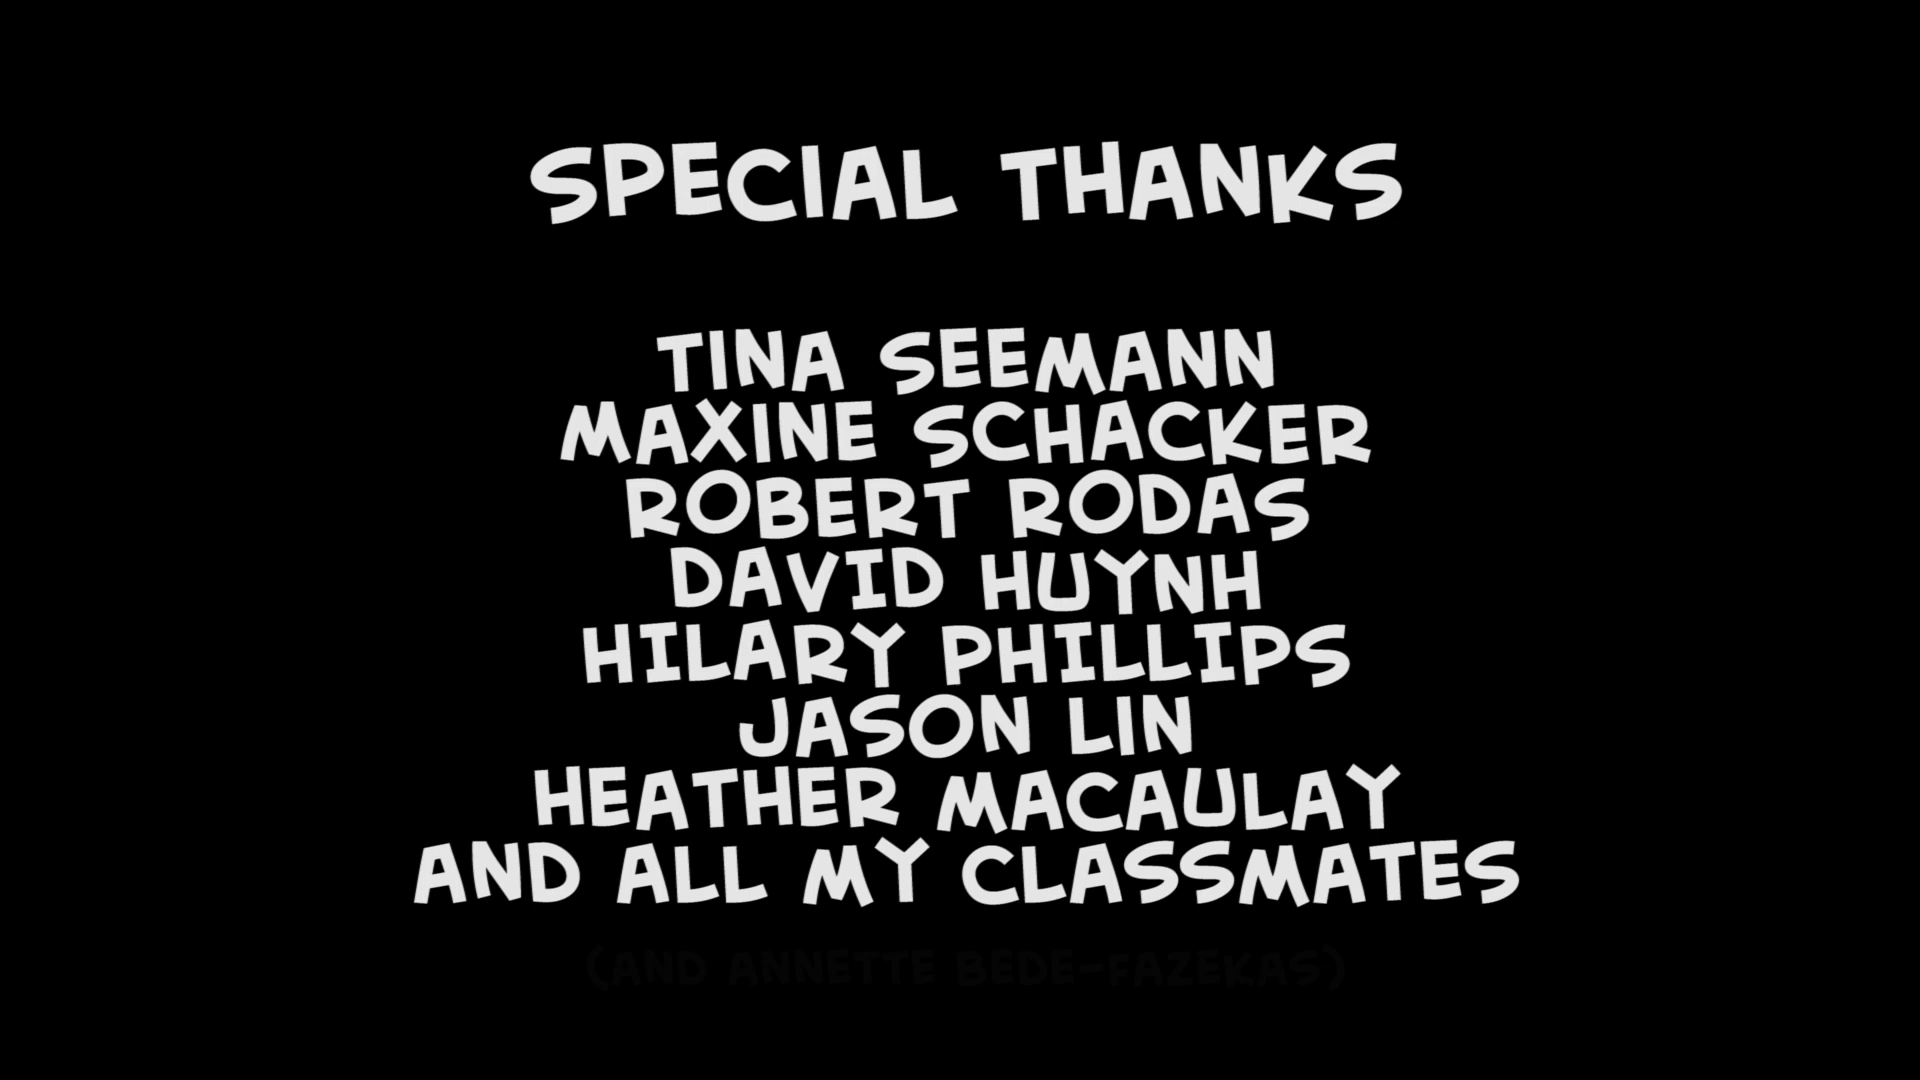 SPECIAL THANKS
TINA SEEMANN
MAXINE SCHACKER
ROBERT RODAS
DAVID HUYNH
HILARY PHILLIPS
JASON LIN
HEATHER MACAULAY
AND ALL MY CLASSMATES
(AND ANNETTE BEDE-FAZEKAS)